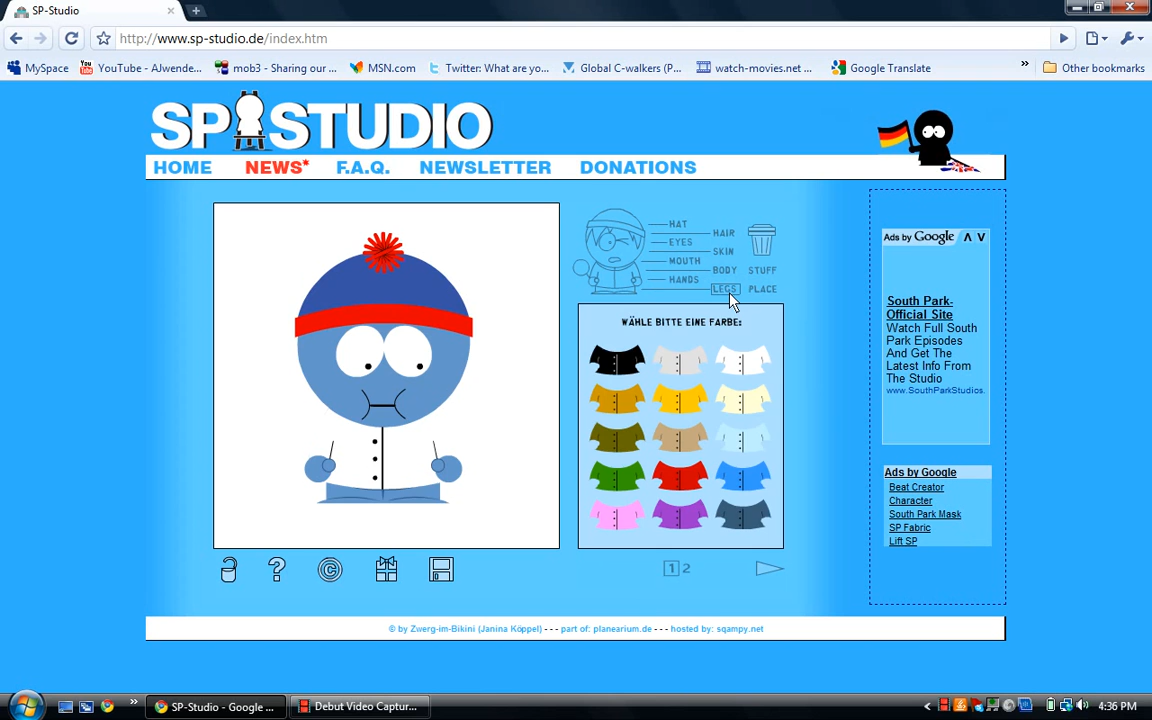 SP-Studio
http://www.sp-studio.de/index.htm
MySpace
YouTube - AJwende...
mob3 - Sharing our ...
MSN.com
Twitter: What are yo...
Global C-walkers (P...
watch-movies.net ...
Google Translate
»
Other bookmarks
SP STUDIO
HOME
NEWS*
F.A.Q.
NEWSLETTER
DONATIONS
HAT
HAIR
EYES
SKIN
MOUTH
BODY
STUFF
HANDS
LEGS
PLACE
WÄHLE BITTE EINE FARBE:
1 2
?
©
Ads by Google
South Park-
Official Site
Watch Full South
Park Episodes
And Get The
Latest Info From
The Studio
www.SouthParkStudios.
Ads by Google
Beat Creator
Character
South Park Mask
SP Fabric
Lift SP
© by Zwerg-im-Bikini (Janina Köppel) - - - part of: planearium.de - - - hosted by: sqampy.net
»
SP-Studio - Google ...
Debut Video Captur...
4:36 PM